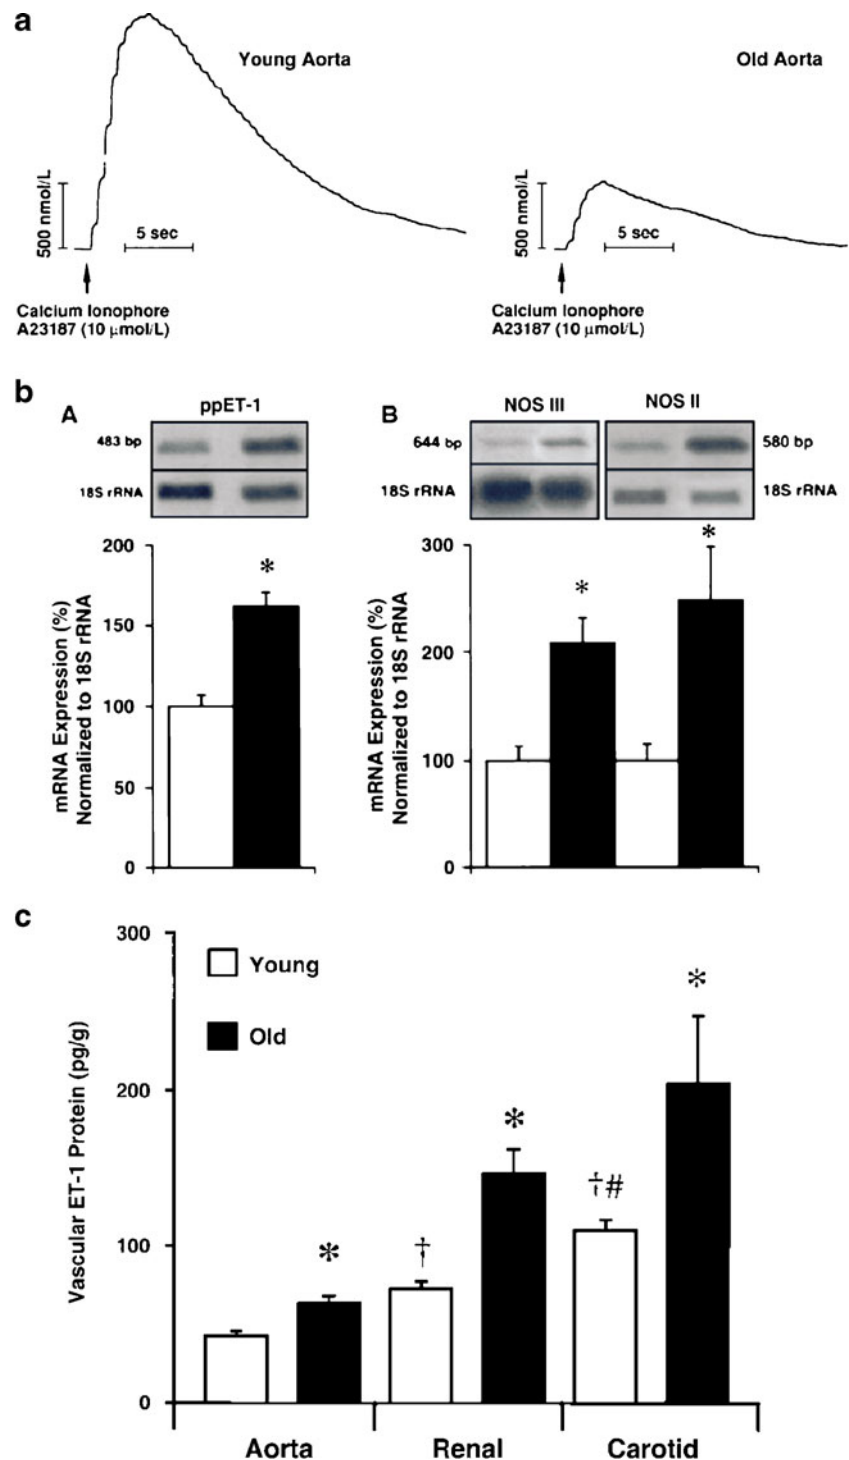 a
Young Aorta
Old Aorta
500 nmol/L
5 sec
500 nmol/L
5 sec
Calcium Ionophore
A23187 (10 μmol/L)
Calcium Ionophore
A23187 (10 μmol/L)
b
A
ppET-1
483 bp
18S rRNA
B
NOS III
NOS II
644 bp
580 bp
18S rRNA
18S rRNA
mRNA Expression (%)
Normalized to 18S rRNA
200
150
100
50
0
*
mRNA Expression (%)
Normalized to 18S rRNA
300
200
100
0
*
*
c
Vascular ET-1 Protein (pg/g)
300
200
100
0
Young
Old
*
†
*
†#
*
Aorta
Renal
Carotid